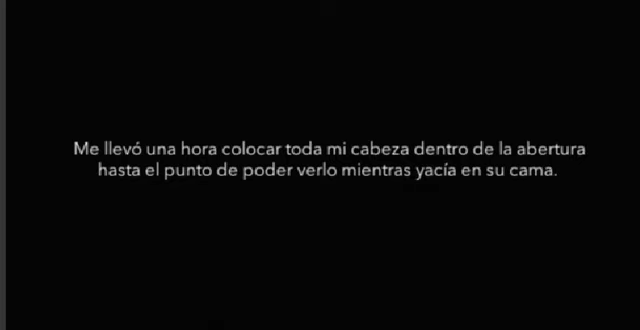 Me llevó una hora colocar toda mi cabeza dentro de la abertura
hasta el punto de poder verlo mientras yacía en su cama.